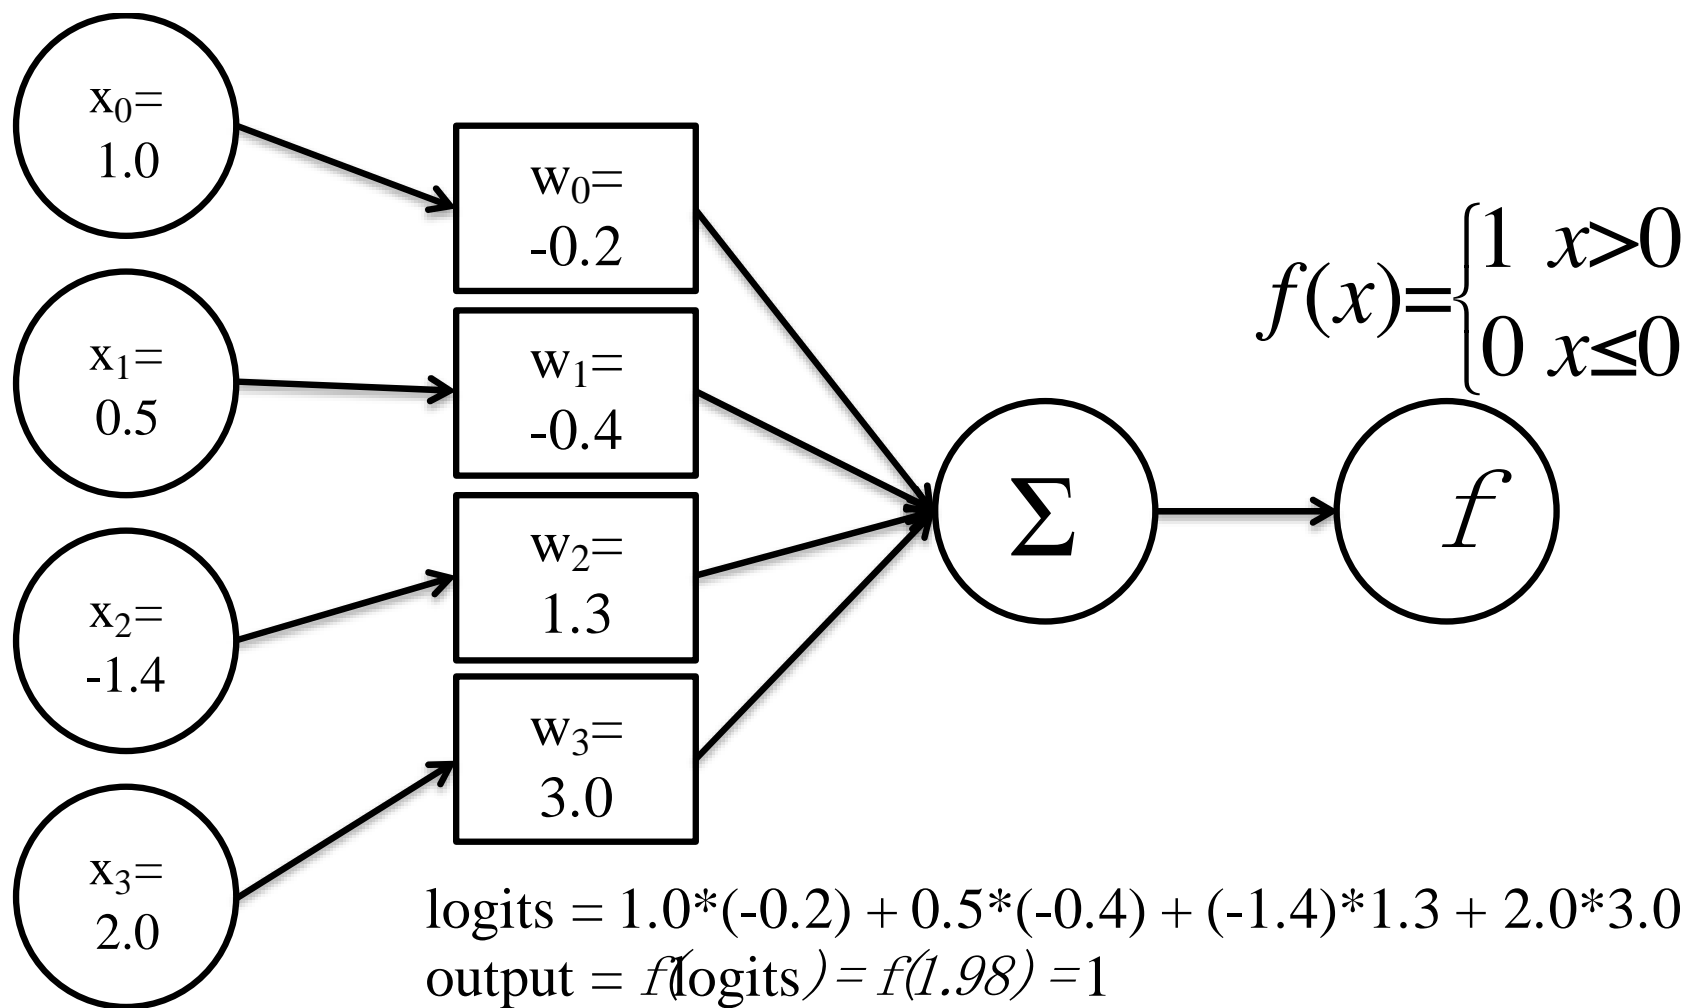 x₀=
1.0
w₀=
-0.2
x₁=
0.5
w₁=
-0.4
x₂=
-1.4
w₂=
1.3
x₃=
2.0
w₃=
3.0
Σ
f(x)={1 x>0
0 x≤0
f
logits = 1.0*(-0.2) + 0.5*(-0.4) + (-1.4)*1.3 + 2.0*3.0
output = f(logits) = f(1.98) = 1